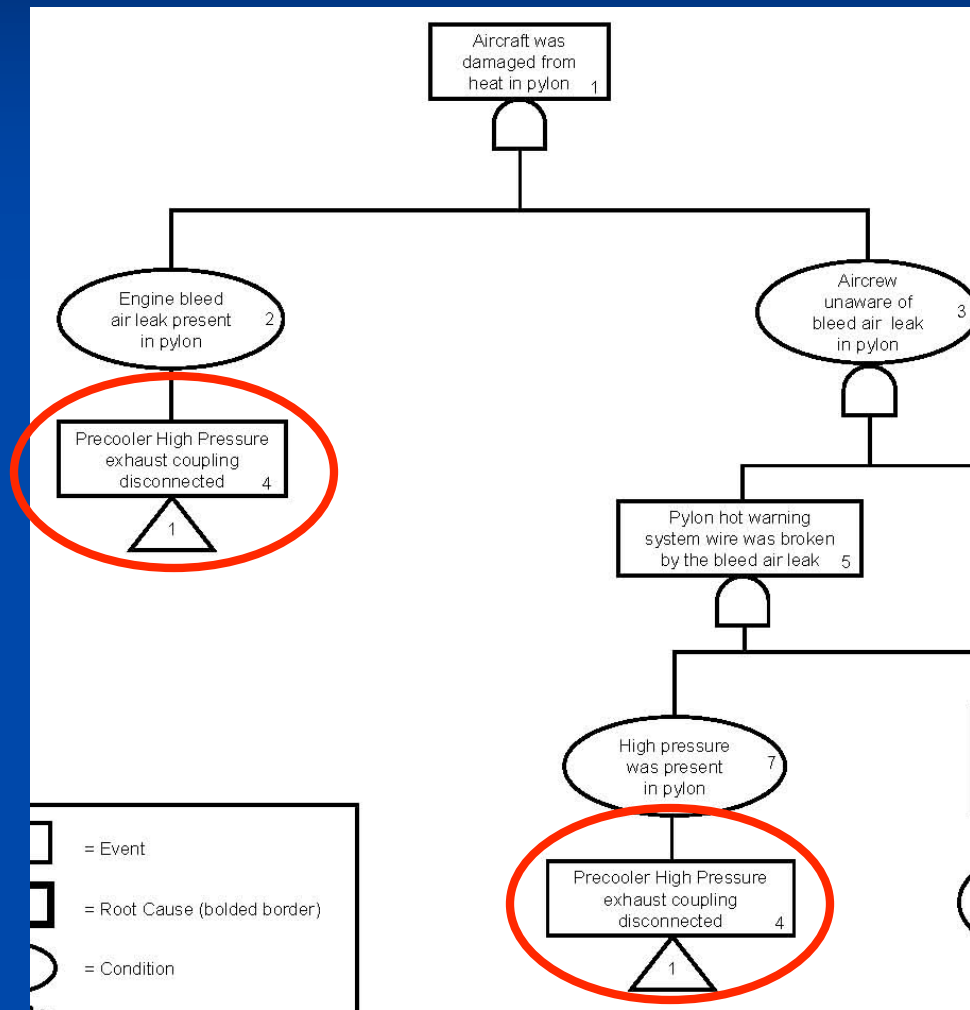 Aircraft was
damaged from
heat in pylon 1
Engine bleed
air leak present 2
in pylon
Aircrew
unaware of 3
bleed air leak
in pylon
Precooler High Pressure
exhaust coupling
disconnected 4
1
Pylon hot warning
system wire was broken
by the bleed air leak 5
High pressure
was present 7
in pylon
Precooler High Pressure
exhaust coupling
disconnected 4
1
= Event
= Root Cause (bolded border)
= Condition